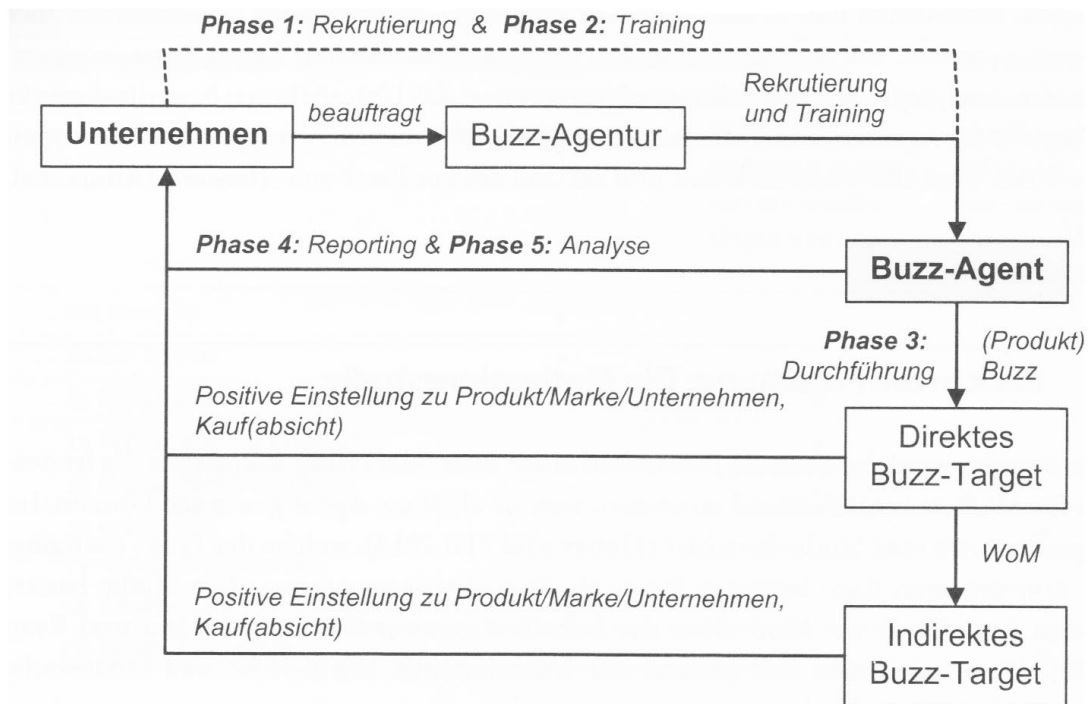 Phase 1: Rekrutierung & Phase 2: Training
Rekrutierung
und Training
beauftragt
Unternehmen
Buzz-Agentur
Phase 4: Reporting & Phase 5: Analyse
Buzz-Agent
Phase 3:
Durchführung
(Produkt)
Buzz
Positive Einstellung zu Produkt/Marke/Unternehmen,
Kauf(absicht)
Direktes
Buzz-Target
WoM
Positive Einstellung zu Produkt/Marke/Unternehmen,
Kauf(absicht)
Indirektes
Buzz-Target